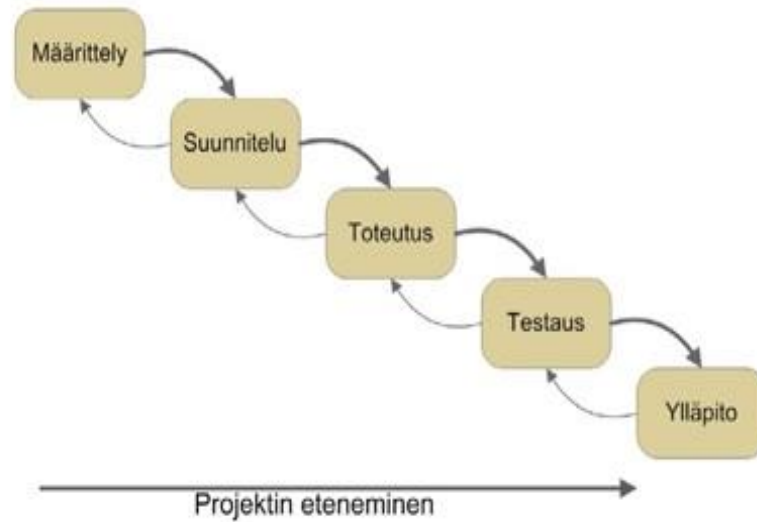 Määrittely
Suunnitelu
Toteutus
Testaus
Ylläpito
Projektin eteneminen